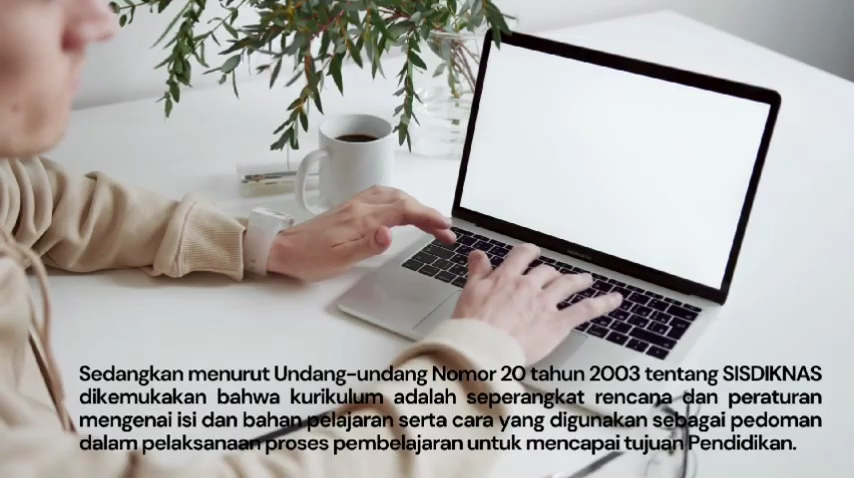 Sedangkan menurut Undang-undang Nomor 20 tahun 2003 tentang SISDIKNAS
dikemukakan bahwa kurikulum adalah seperangkat rencana dan peraturan
mengenai isi dan bahan pelajaran serta cara yang digunakan sebagai pedoman
dalam pelaksanaan proses pembelajaran untuk mencapai tujuan Pendidikan.